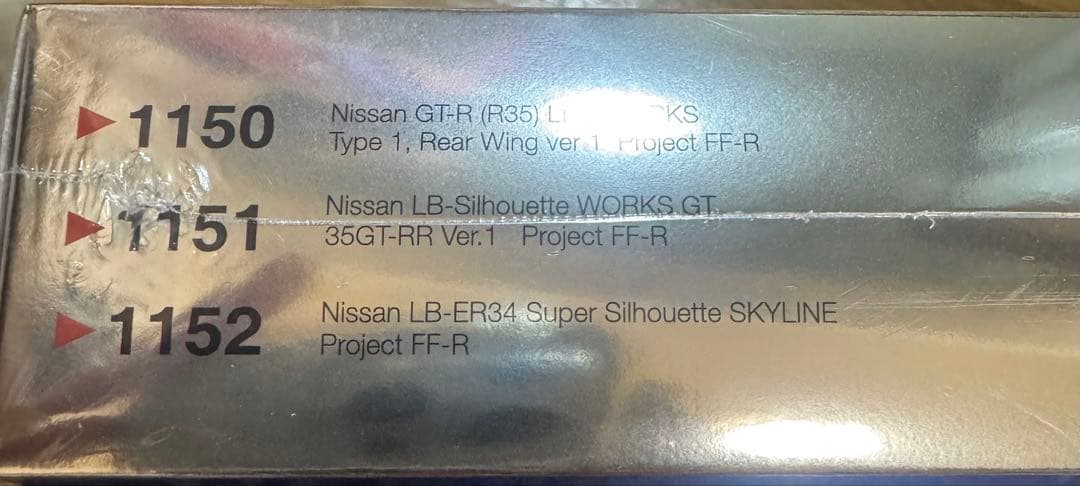 1150
Nissan GT-R (R35)
Type 1, Rear Wing ver 1, Project FF-R
1151
Nissan LB-Silhouette WORKS GT
35GT-RR Ver.1 Project FF-R
1152
Nissan LB-ER34 Super Silhouette SKYLINE
Project FF-R